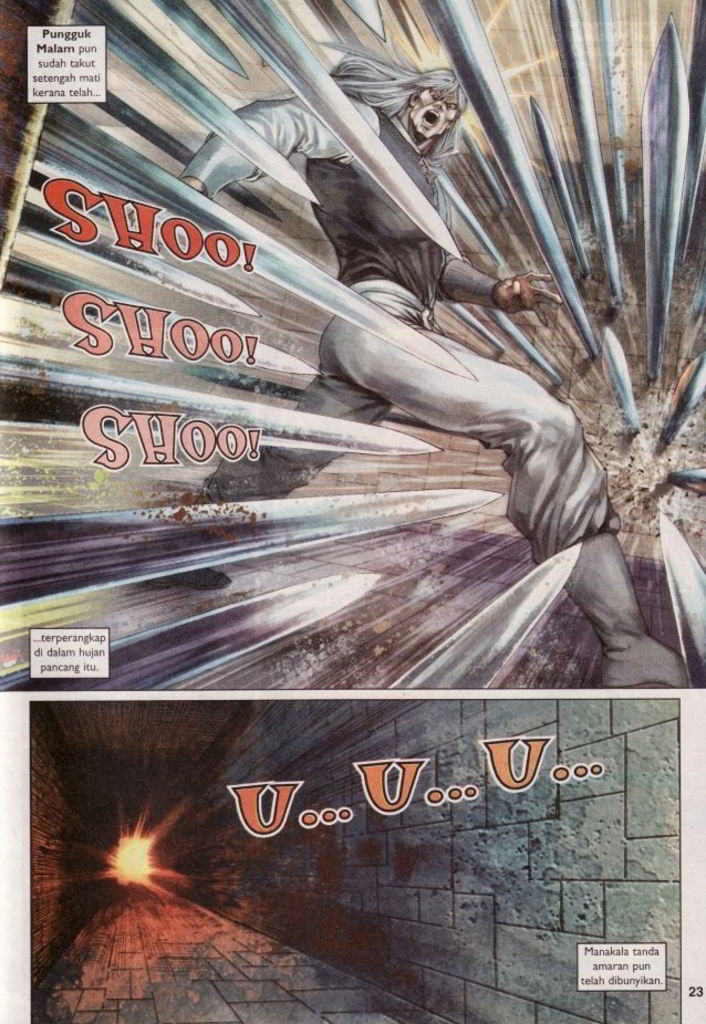 Pungguk
Malam pun
sudah takut
setengah mati
kerana telah...
SHOO!
SHOO!
SHOO!
...terperangkap
di dalam hujan
pancang itu.
U... U... U...
Manakala tanda
amaran pun
telah dibunyikan.
23